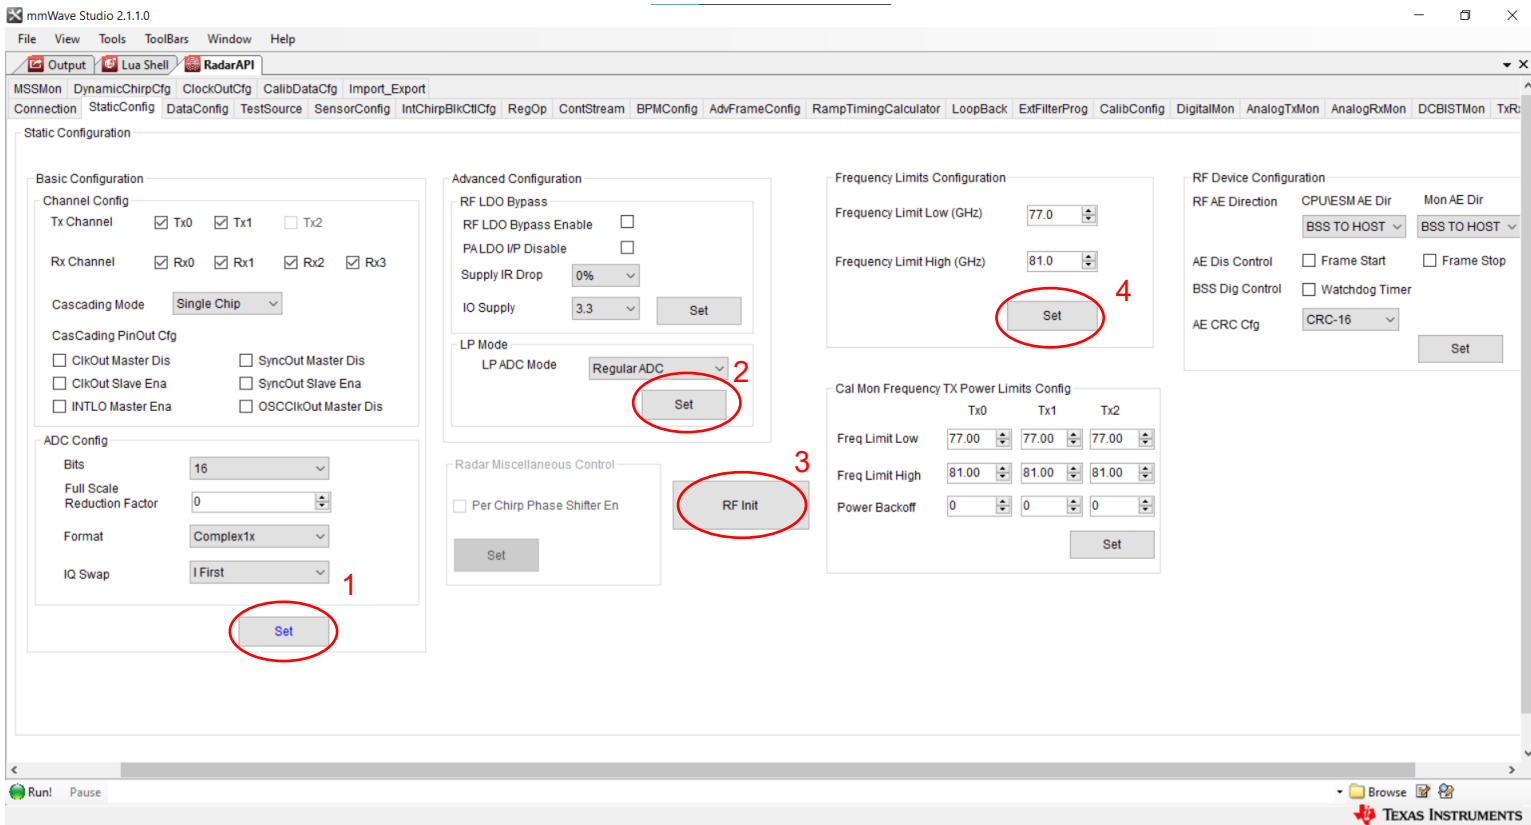 mmWave Studio 2.1.1.0
File View Tools ToolBars Window Help
Output Lua Shell RadarAPI
MSSMon DynamicChirpCfg ClockOutCfg CalibDataCfg Import_Export
Connection StaticConfig DataConfig TestSource SensorConfig IntChirpBlkCtlCfg RegOp ContStream BPMConfig AdvFrameConfig RampTimingCalculator LoopBack ExtFilterProg CalibConfig DigitalMon AnalogTxMon AnalogRxMon DCBISTMon TxR
Static Configuration
Basic Configuration
Channel Config
Tx Channel Tx0 Tx1 Tx2
Rx Channel Rx0 Rx1 Rx2 Rx3
Cascading Mode Single Chip
CasCading PinOut Cfg
ClkOut Master Dis SyncOut Master Dis
ClkOut Slave Ena SyncOut Slave Ena
INTLO Master Ena OSCClkOut Master Dis
ADC Config
Bits 16
Full Scale
Reduction Factor 0
Format Complex1x
IQ Swap I First
1
Set
Advanced Configuration
RF LDO Bypass
RF LDO Bypass Enable
PA LDO I/P Disable
Supply IR Drop 0%
IO Supply 3.3 Set
LP Mode
LP ADC Mode Regular ADC
2
Set
Radar Miscellaneous Control
Per Chirp Phase Shifter En
Set
3
RF Init
Frequency Limits Configuration
Frequency Limit Low (GHz) 77.0
Frequency Limit High (GHz) 81.0
4
Set
Cal Mon Frequency TX Power Limits Config
Tx0 Tx1 Tx2
Freq Limit Low 77.00 77.00 77.00
Freq Limit High 81.00 81.00 81.00
Power Backoff 0 0 0
Set
RF Device Configuration
RF AE Direction CPU\ESM AE Dir Mon AE Dir
BSS TO HOST BSS TO HOST
AE Dis Control Frame Start Frame Stop
BSS Dig Control Watchdog Timer
AE CRC Cfg CRC-16
Set
Run! Pause
Browse
TEXAS INSTRUMENTS